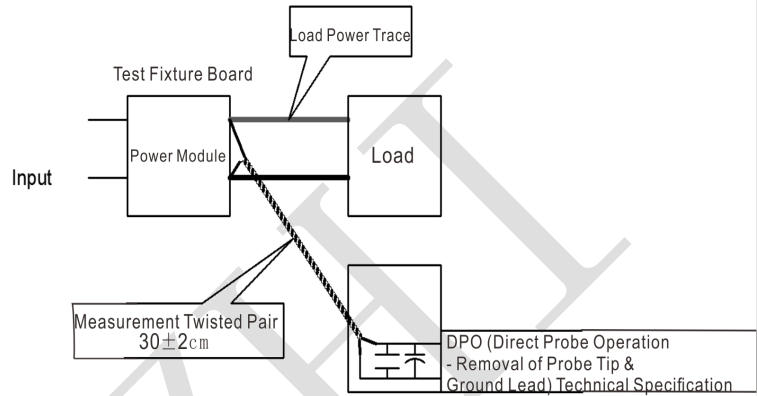 Load Power Trace
Test Fixture Board
Power Module
Load
Input
Measurement Twisted Pair
30±2cm
DPO (Direct Probe Operation
- Removal of Probe Tip &
Ground Lead) Technical Specification